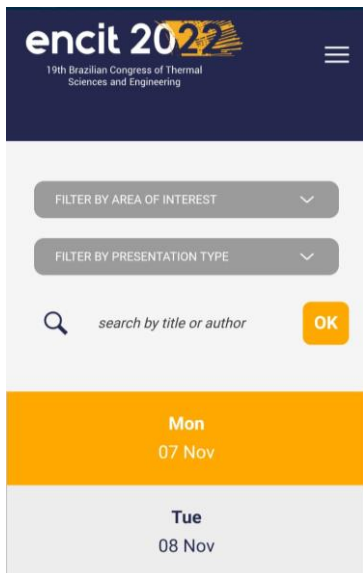 encit 2022
19th Brazilian Congress of Thermal
Sciences and Engineering
FILTER BY AREA OF INTEREST
FILTER BY PRESENTATION TYPE
search by title or author
OK
Mon
07 Nov
Tue
08 Nov